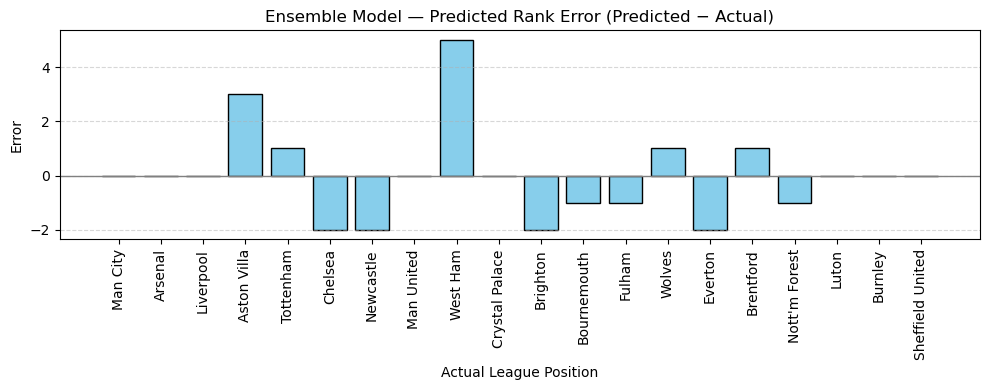 Ensemble Model — Predicted Rank Error (Predicted − Actual)
Error
4
2
0
−2
Man City
Arsenal
Liverpool
Aston Villa
Tottenham
Chelsea
Newcastle
Man United
West Ham
Crystal Palace
Brighton
Bournemouth
Fulham
Wolves
Everton
Brentford
Nott'm Forest
Luton
Burnley
Sheffield United
Actual League Position